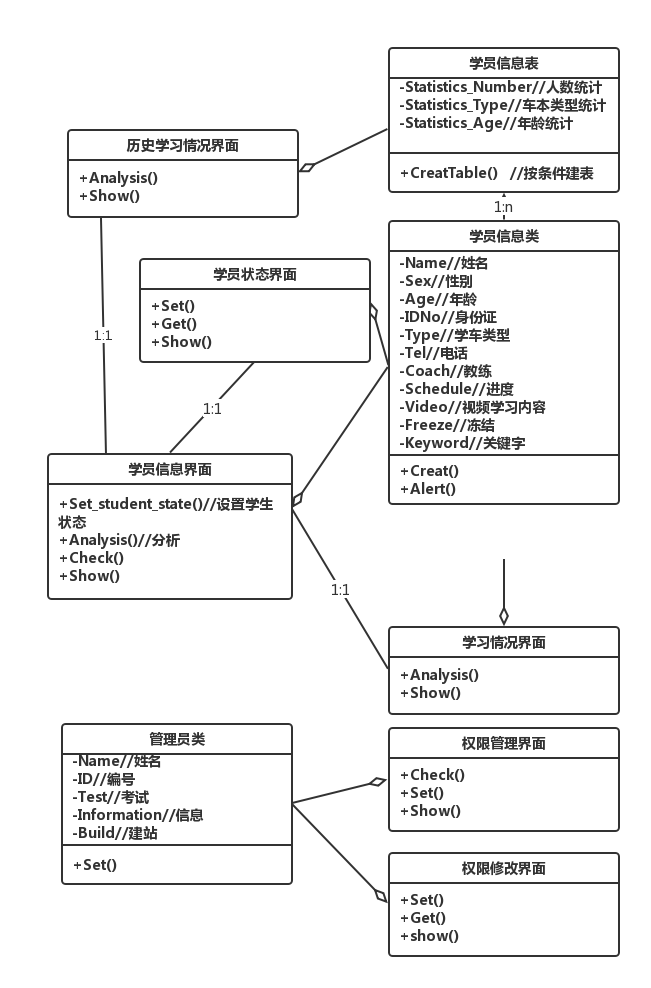 学员信息表
-Statistics_Number//人数统计
-Statistics_Type//车本类型统计
-Statistics_Age//年龄统计
+CreatTable()   //按条件建表
历史学习情况界面
+Analysis()
+Show()
1:n
学员信息类
-Name//姓名
-Sex//性别
-Age//年龄
-IDNo//身份证
-Type//学车类型
-Tel//电话
-Coach//教练
-Schedule//进度
-Video//视频学习内容
-Freeze//冻结
-Keyword//关键字
+Creat()
+Alert()
学员状态界面
+Set()
+Get()
+Show()
1:1
1:1
学员信息界面
+Set_student_state()//设置学生
状态
+Analysis()//分析
+Check()
+Show()
1:1
学习情况界面
+Analysis()
+Show()
管理员类
-Name//姓名
-ID//编号
-Test//考试
-Information//信息
-Build//建站
+Set()
权限管理界面
+Check()
+Set()
+Show()
权限修改界面
+Set()
+Get()
+show()